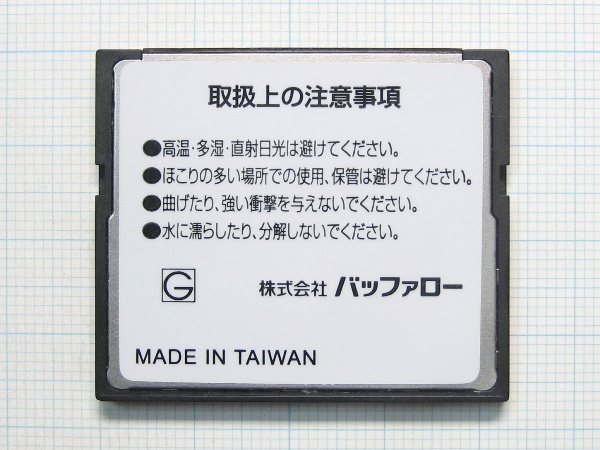 取扱上の注意事項
●高温・多湿・直射日光は避けてください。
●ほこりの多い場所での使用、保管は避けてください。
●曲げたり、強い衝撃を与えないでください。
●水に濡らしたり、分解しないでください。
G 株式会社 バッファロー
MADE IN TAIWAN